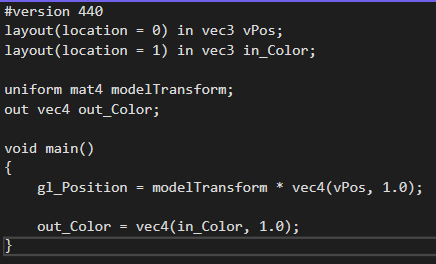 #version 440
layout(location = 0) in vec3 vPos;
layout(location = 1) in vec3 in_Color;
uniform mat4 modelTransform;
out vec4 out_Color;
void main()
{
gl_Position = modelTransform * vec4(vPos, 1.0);
out_Color = vec4(in_Color, 1.0);
}